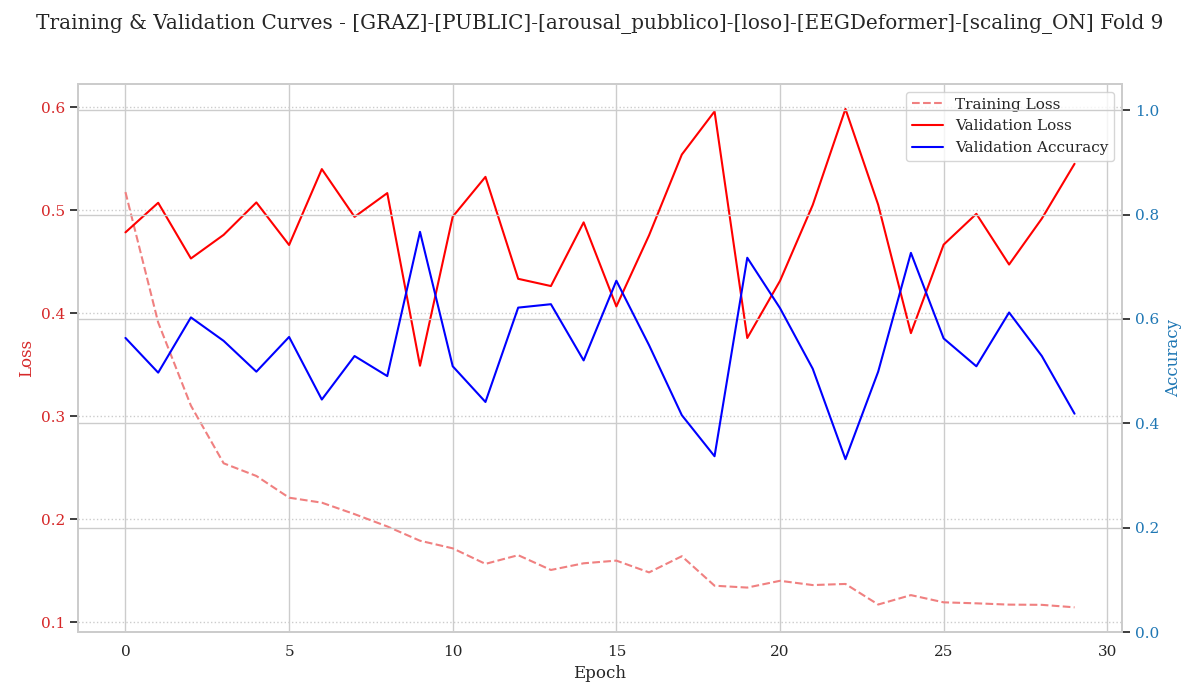 Training & Validation Curves - [GRAZ]-[PUBLIC]-[arousal_pubblico]-[loso]-[EEGDeformer]-[scaling_ON] Fold 9
Training Loss
Validation Loss
Validation Accuracy
Loss
0.6
0.5
0.4
0.3
0.2
0.1
1.0
0.8
0.6
0.4
0.2
0.0
Accuracy
0 5 10 15 20 25 30
Epoch